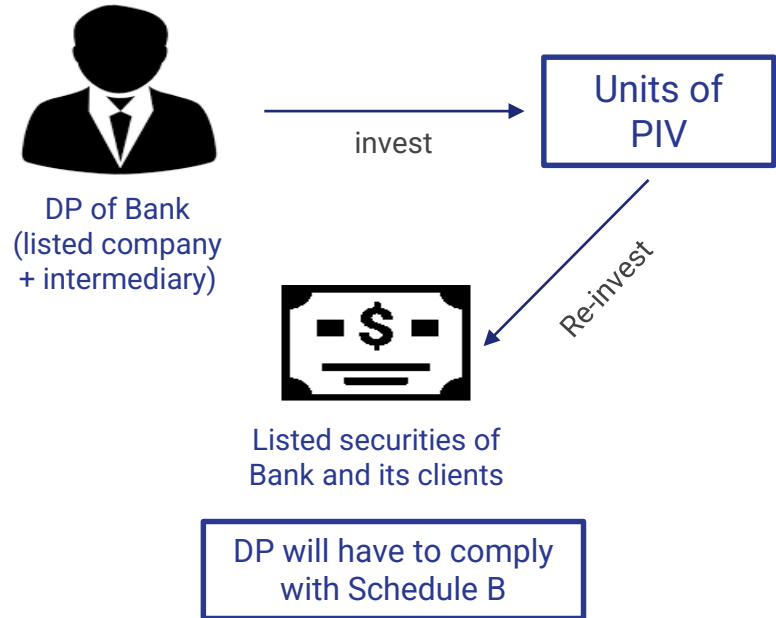 Units of
PIV
invest
DP of Bank
(listed company
+ intermediary)
Re-invest
$
Listed securities of
Bank and its clients
DP will have to comply
with Schedule B